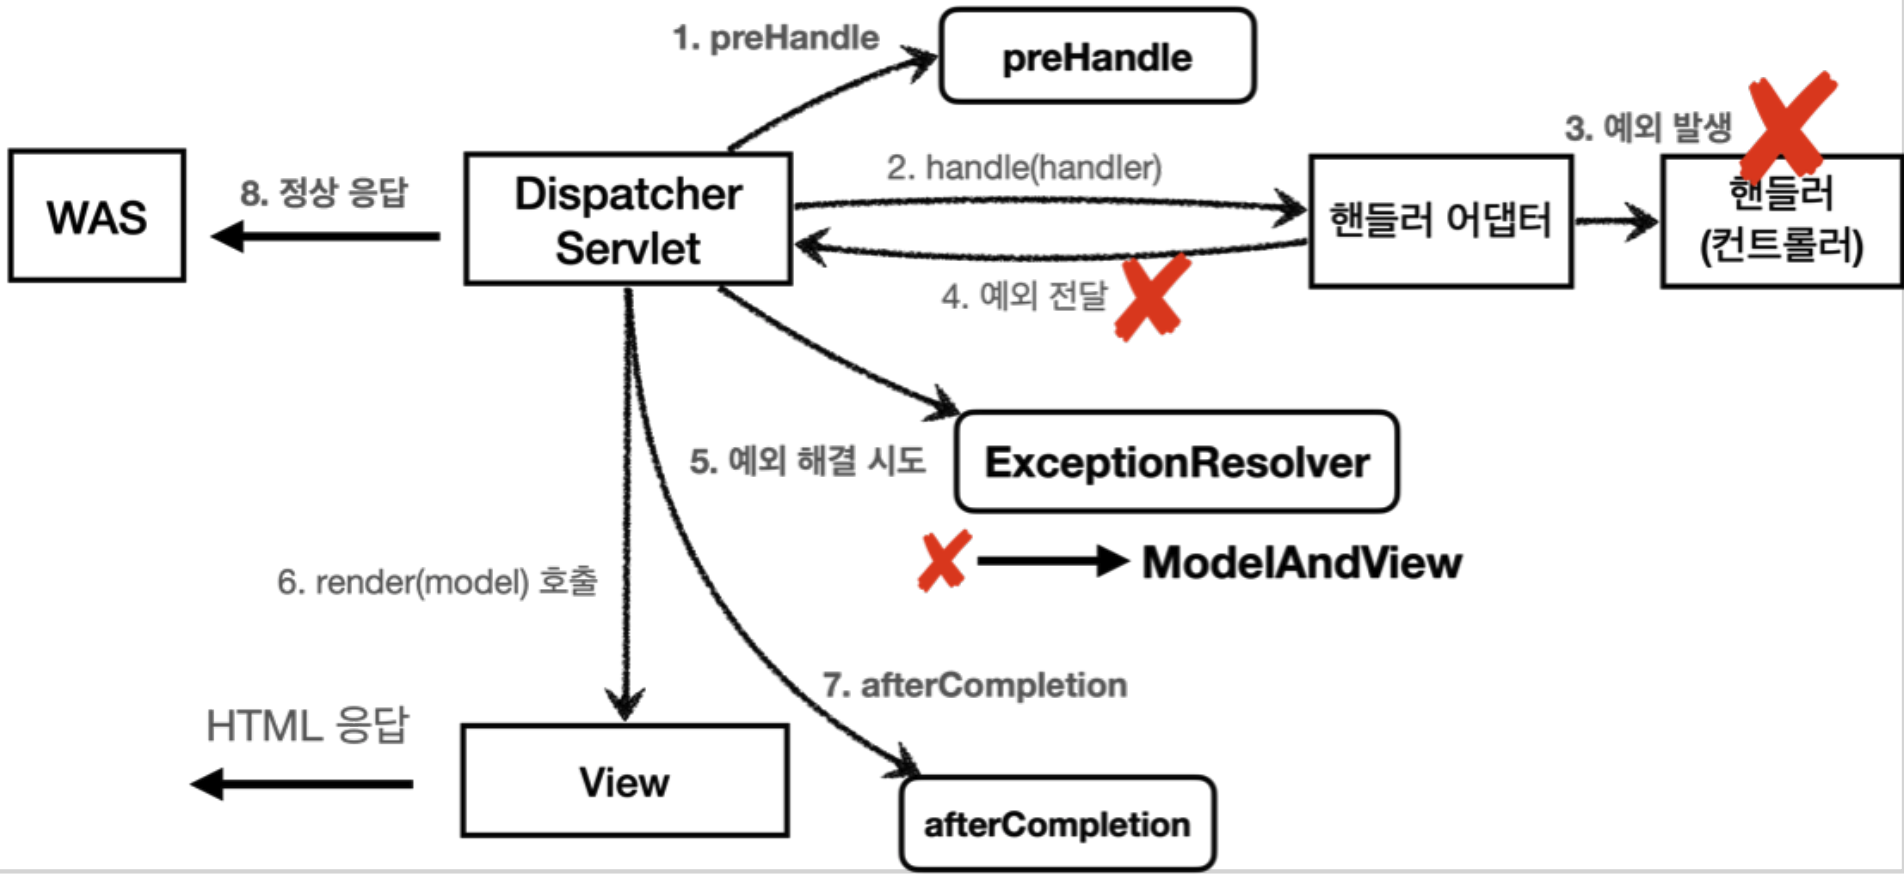 1. preHandle
preHandle
3. 예외 발생
WAS
8. 정상 응답
Dispatcher
Servlet
2. handle(handler)
핸들러 어댑터
핸들러
(컨트롤러)
4. 예외 전달
5. 예외 해결 시도
ExceptionResolver
ModelAndView
6. render(model) 호출
7. afterCompletion
HTML 응답
View
afterCompletion